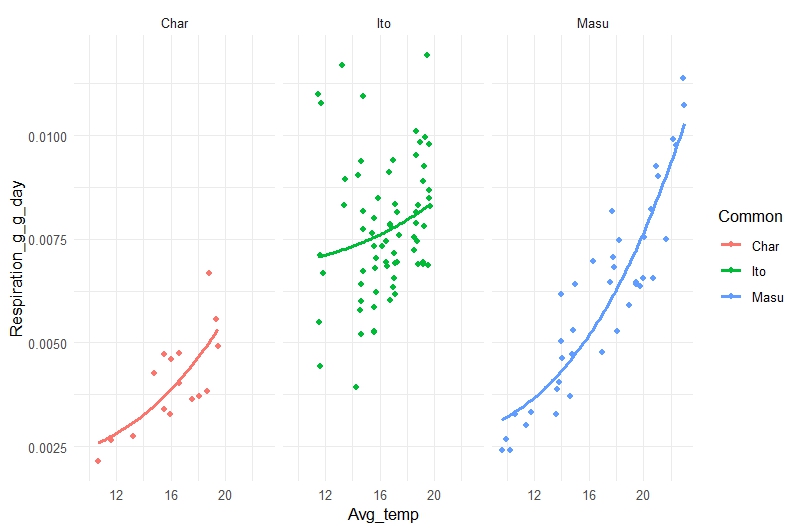 Char Ito Masu
0.0100
0.0075
0.0050
0.0025
Respiration_g_g_day
12 16 20 12 16 20 12 16 20
Avg_temp
Common
Char
Ito
Masu